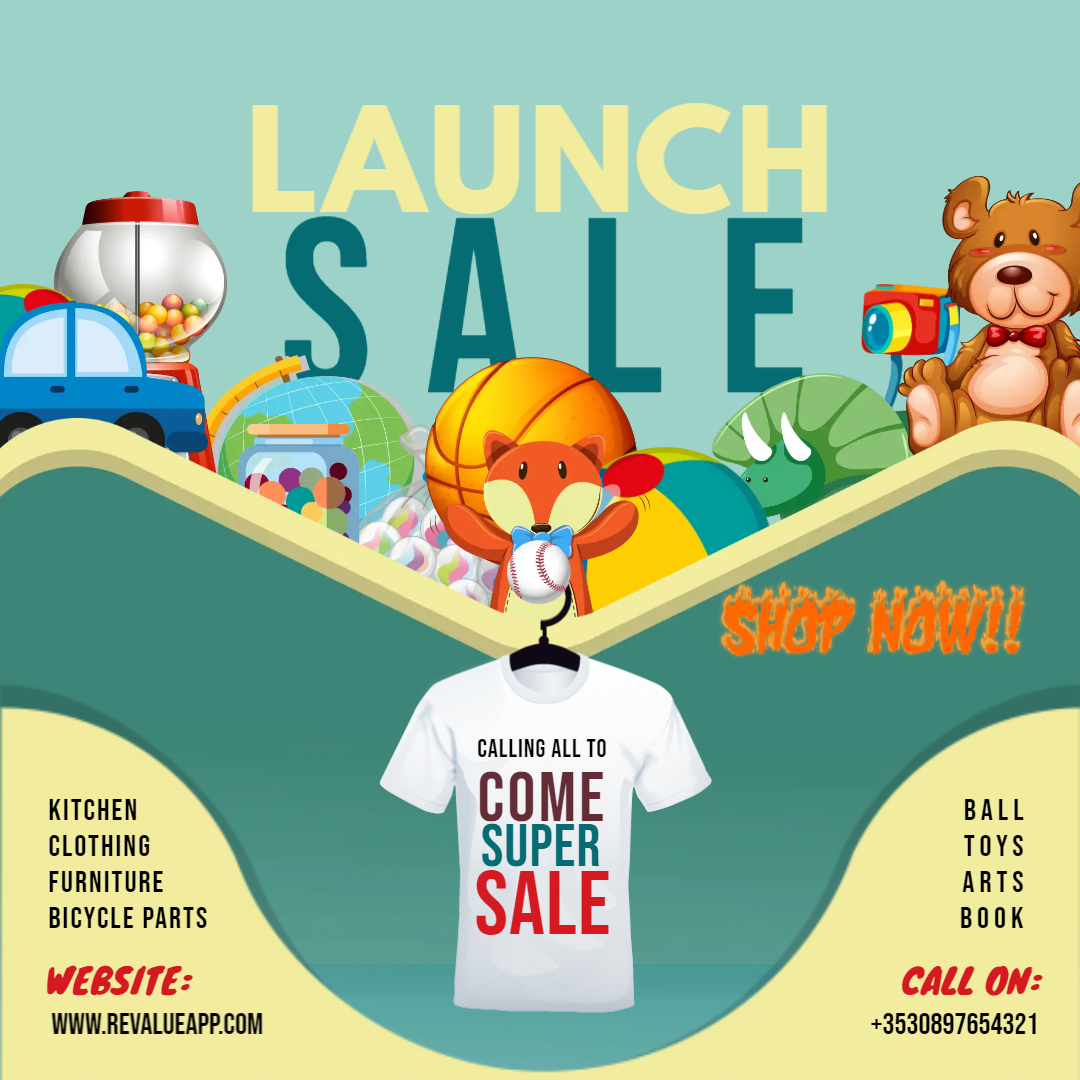 LAUNCH
SALE
SHOP NOW!!
CALLING ALL TO
COME
SUPER
SALE
KITCHEN
CLOTHING
FURNITURE
BICYCLE PARTS
WEBSITE:
WWW.REVALUEAPP.COM
BALL
TOYS
ARTS
BOOK
CALL ON:
+3530897654321